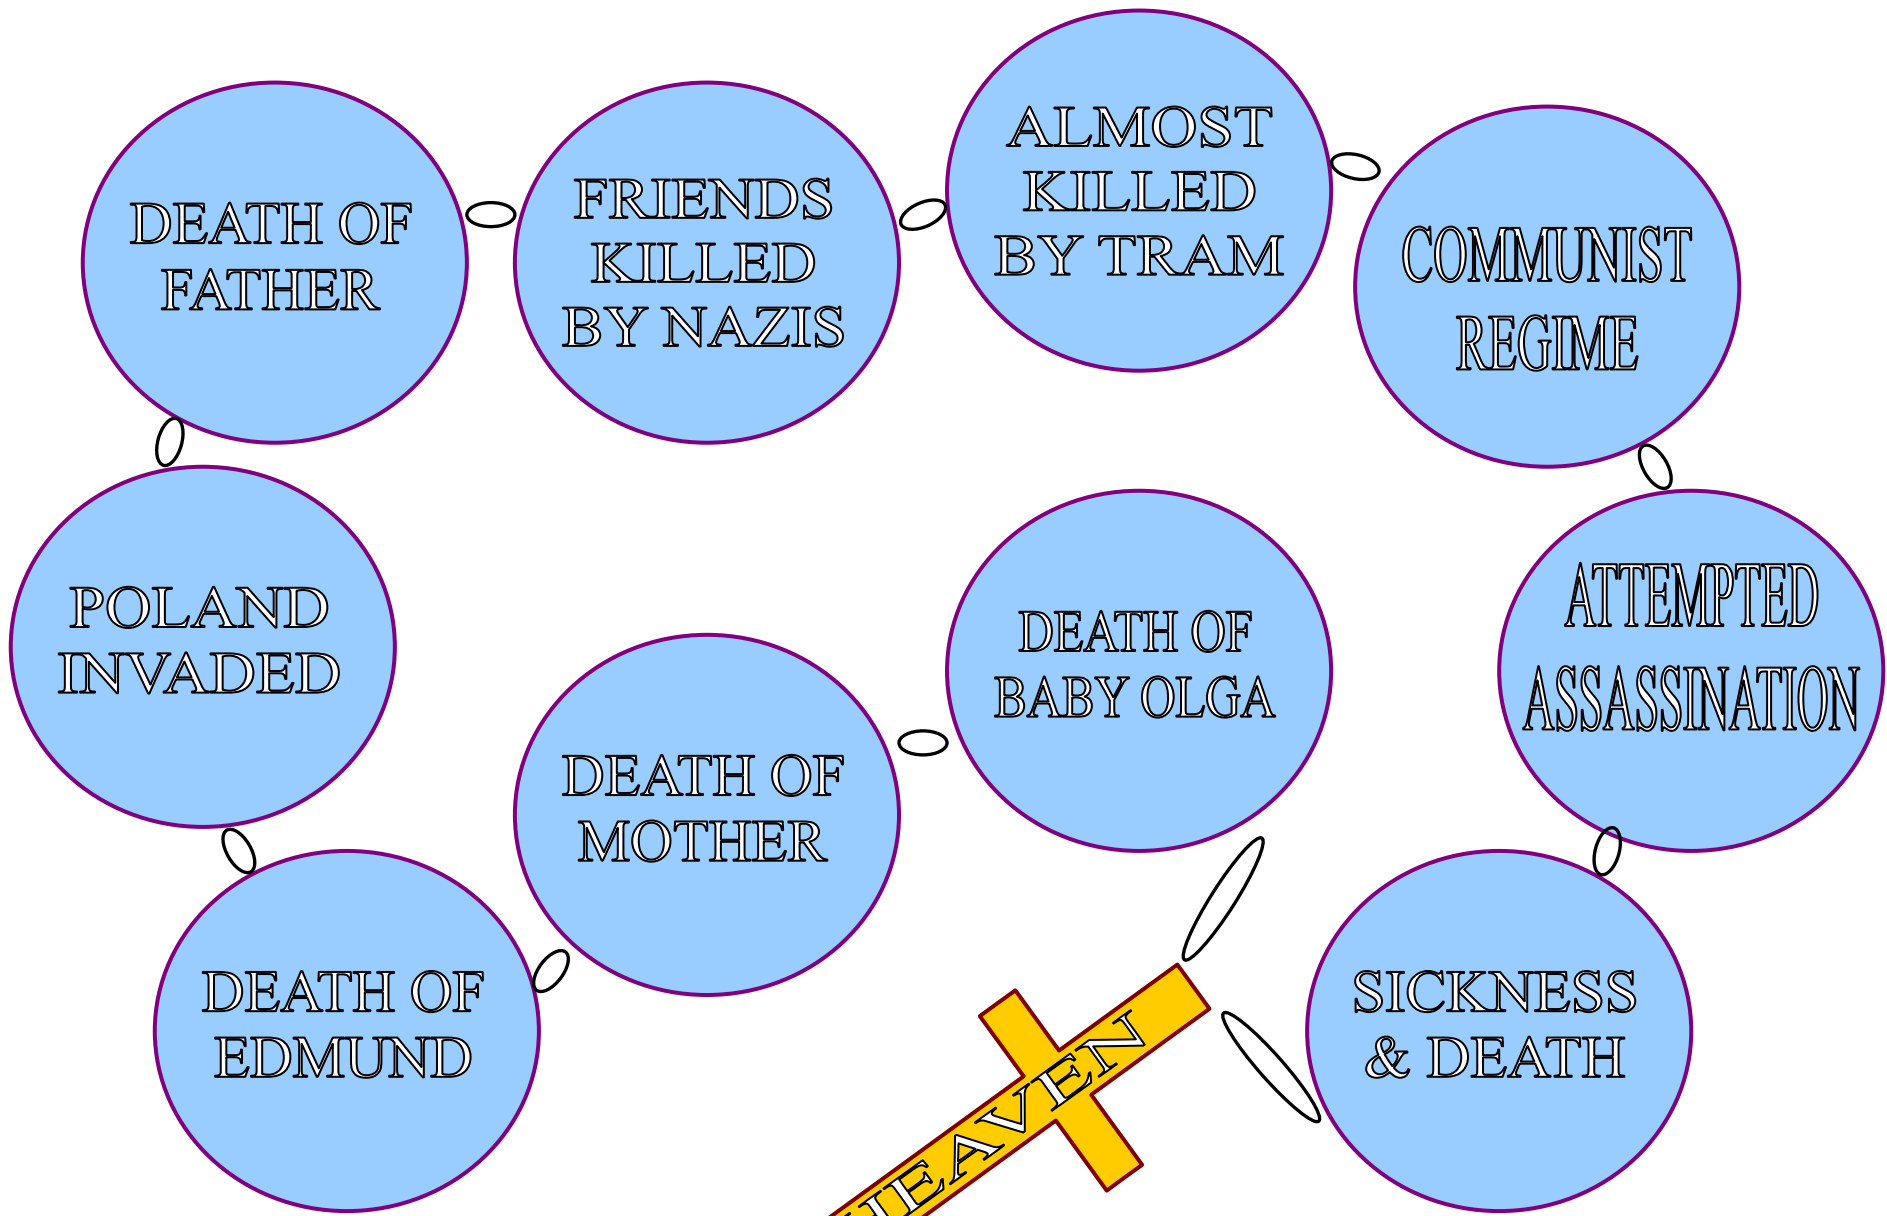 DEATH OF
BABY OLGA
DEATH OF
MOTHER
DEATH OF
EDMUND
POLAND
INVADED
DEATH OF
FATHER
FRIENDS
KILLED
BY NAZIS
ALMOST
KILLED
BY TRAM
COMMUNIST
REGIME
ATTEMPTED
ASSASSINATION
SICKNESS
& DEATH
HEAVEN